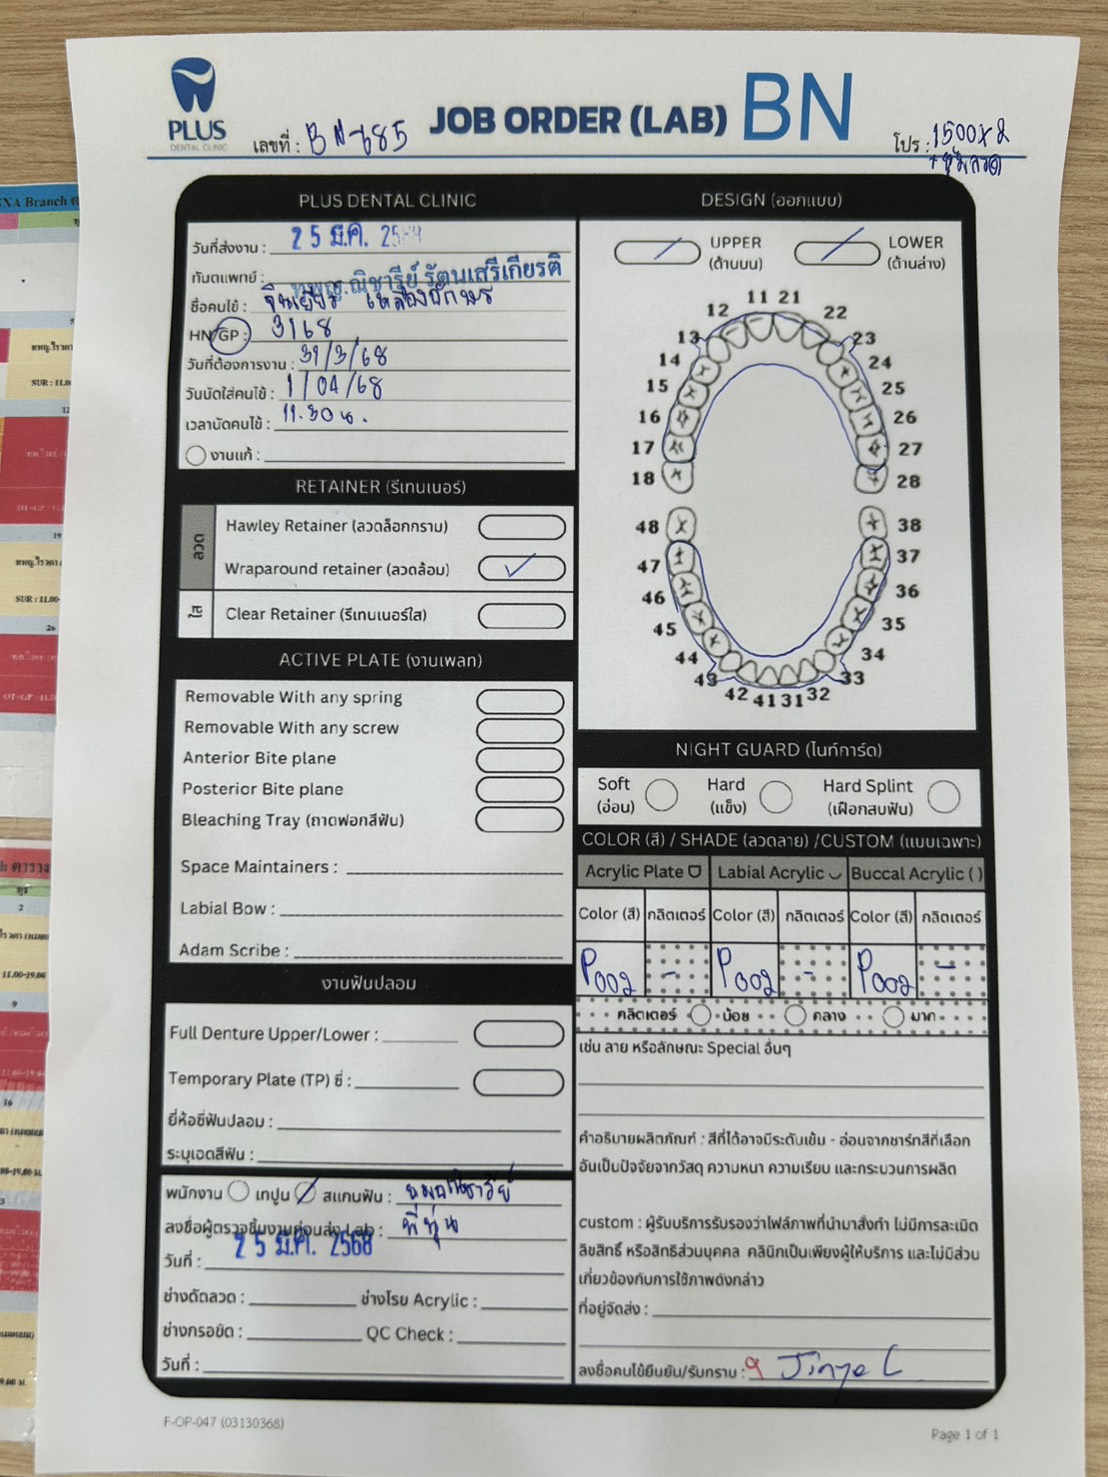 PLUS
DENTAL CLINIC
เลขที่ : BN-685
JOB ORDER (LAB) BN
โปร : 1500x2
PLUS DENTAL CLINIC
วันที่ส่งงาน : 25 มี.ค. 25
ทันตแพทย์ : ทพญ.ณิชารีย์ รัตนเสรีเกียรติ
ชื่อคนไข้ :
HN/GP : 3168
วันที่ต้องการงาน : 31/3/68
วันนัดใส่คนไข้ : 1/04/68
เวลานัดคนไข้ : 11.30 น.
งานแก้ :
RETAINER (รีเทนเนอร์)
ลวด
Hawley Retainer (ลวดล็อกกราม)
Wraparound retainer (ลวดล้อม)
ใส
Clear Retainer (รีเทนเนอร์ใส)
ACTIVE PLATE (งานเพลท)
Removable With any spring
Removable With any screw
Anterior Bite plane
Posterior Bite plane
Bleaching Tray (ถาดฟอกสีฟัน)
Space Maintainers :
Labial Bow :
Adam Scribe :
งานฟันปลอม
Full Denture Upper/Lower :
Temporary Plate (TP) ซี่ :
ยี่ห้อซี่ฟันปลอม :
ระบุเฉดสีฟัน :
พนักงาน เทปูน สแกนฟัน :
ลงชื่อผู้ตรวจชิ้นงานก่อนส่ง Lab : พี่ทุ่น
วันที่ : 25 มี.ค. 2568
ช่างดัดลวด : ช่างโรย Acrylic :
ช่างกรอขัด : QC Check :
วันที่ :
DESIGN (ออกแบบ)
UPPER
(ด้านบน)
LOWER
(ด้านล่าง)
11 21
12 22
13 23
14 24
15 25
16 26
17 27
18 28
48 38
47 37
46 36
45 35
44 34
43 33
42 41 31 32
NIGHT GUARD (ไนท์การ์ด)
Soft
(อ่อน)
Hard
(แข็ง)
Hard Splint
(เฝือกสบฟัน)
COLOR (สี) / SHADE (ลวดลาย) /CUSTOM (แบบเฉพาะ)
Acrylic Plate Labial Acrylic Buccal Acrylic ( )
Color (สี) กลิตเตอร์ Color (สี) กลิตเตอร์ Color (สี) กลิตเตอร์
P002 - P002 - P002 -
กลิตเตอร์ น้อย กลาง มาก
เช่น ลาย หรือลักษณะ Special อื่นๆ
คำอธิบายผลิตภัณฑ์ : สีที่ได้อาจมีระดับเข้ม - อ่อนจากชาร์ทสีที่เลือก
อันเป็นปัจจัยจากวัสดุ ความหนา ความเรียบ และกระบวนการผลิต
custom : ผู้รับบริการรับรองว่าไฟล์ภาพที่นำมาสั่งทำ ไม่มีการละเมิด
ลิขสิทธิ์ หรือสิทธิส่วนบุคคล คลินิกเป็นเพียงผู้ให้บริการ และไม่มีส่วน
เกี่ยวข้องกับการใช้ภาพดังกล่าว
ที่อยู่จัดส่ง :
ลงชื่อคนไข้ยืนยัน/รับทราบ :
F-OP-047 (03130368)
Page 1 of 1